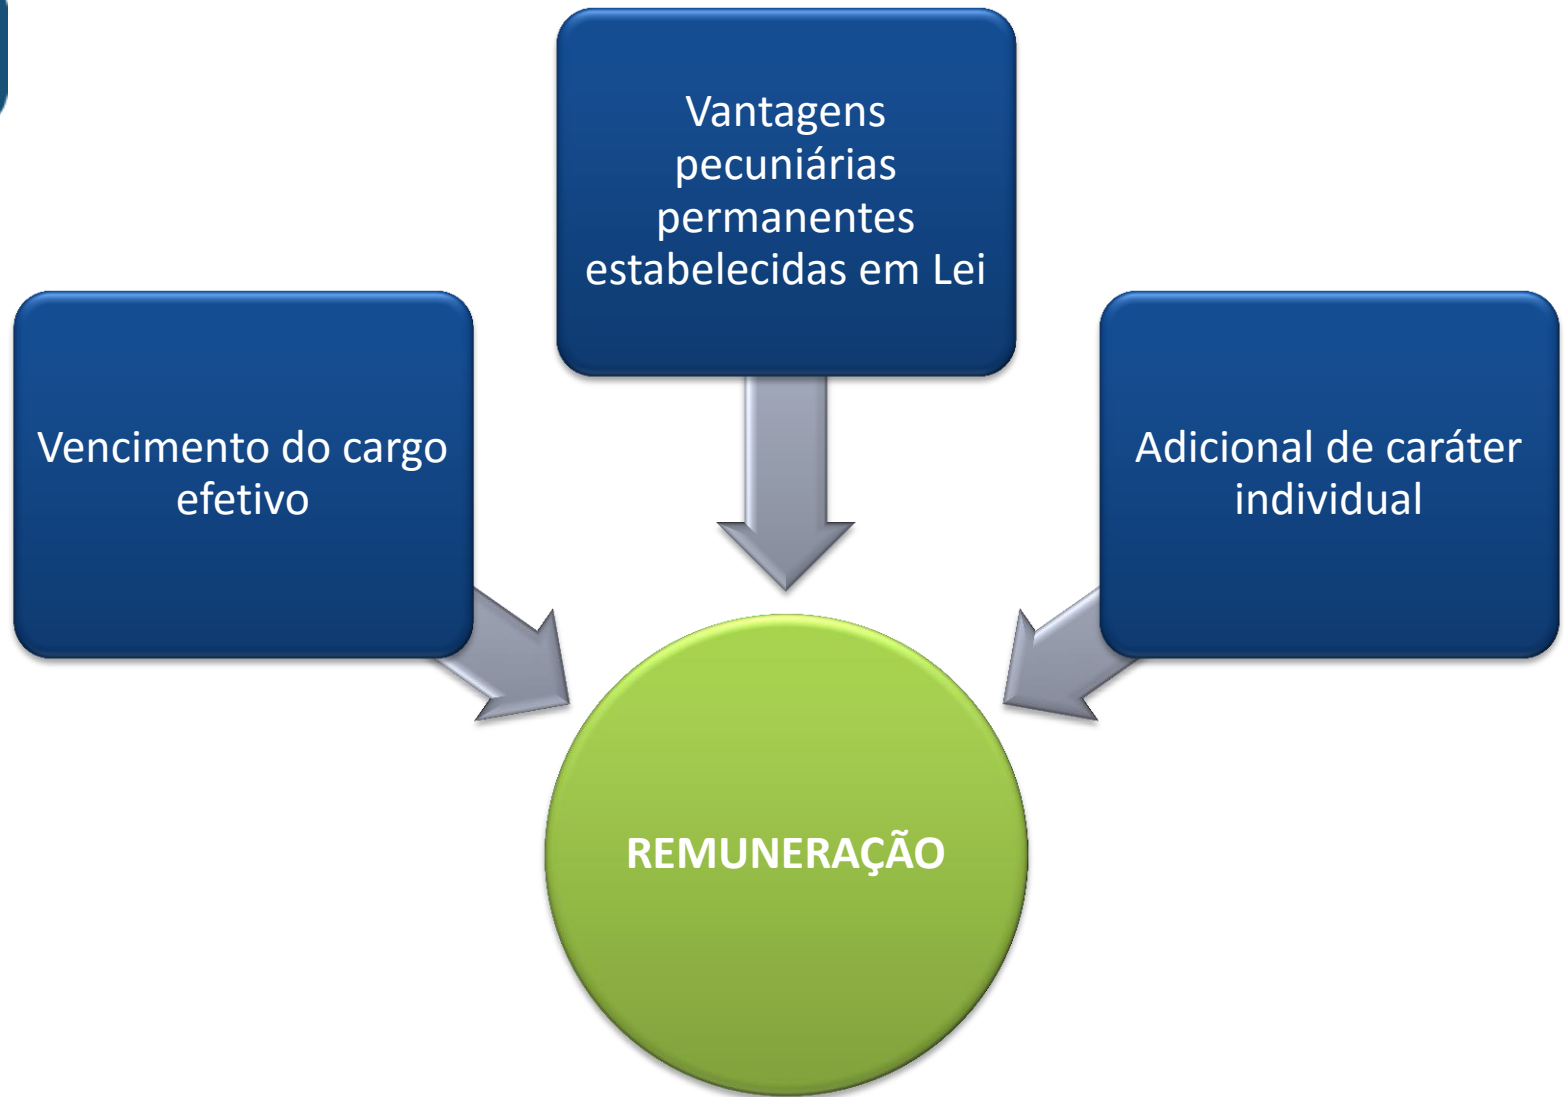 Vantagens
pecuniárias
permanentes
estabelecidas em Lei
Vencimento do cargo
efetivo
Adicional de caráter
individual
REMUNERAÇÃO